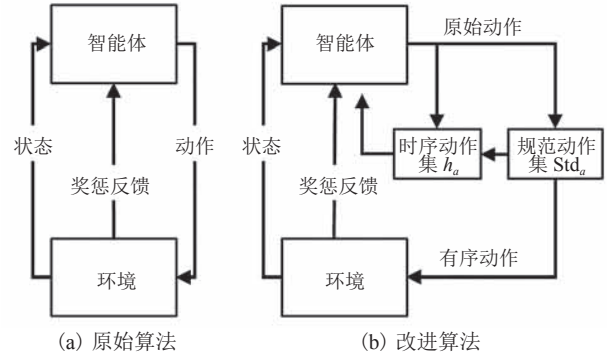 智能体
状态
动作
奖惩反馈
环境
(a) 原始算法
智能体
原始动作
状态
时序动作
集 hₐ
规范动作
集 Stdₐ
奖惩反馈
有序动作
环境
(b) 改进算法